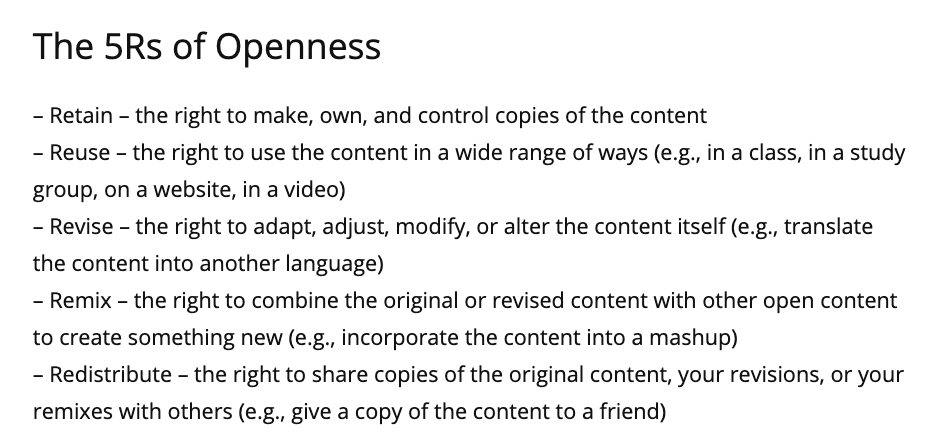 The 5Rs of Openness
– Retain – the right to make, own, and control copies of the content
– Reuse – the right to use the content in a wide range of ways (e.g., in a class, in a study
group, on a website, in a video)
– Revise – the right to adapt, adjust, modify, or alter the content itself (e.g., translate
the content into another language)
– Remix – the right to combine the original or revised content with other open content
to create something new (e.g., incorporate the content into a mashup)
– Redistribute – the right to share copies of the original content, your revisions, or your
remixes with others (e.g., give a copy of the content to a friend)